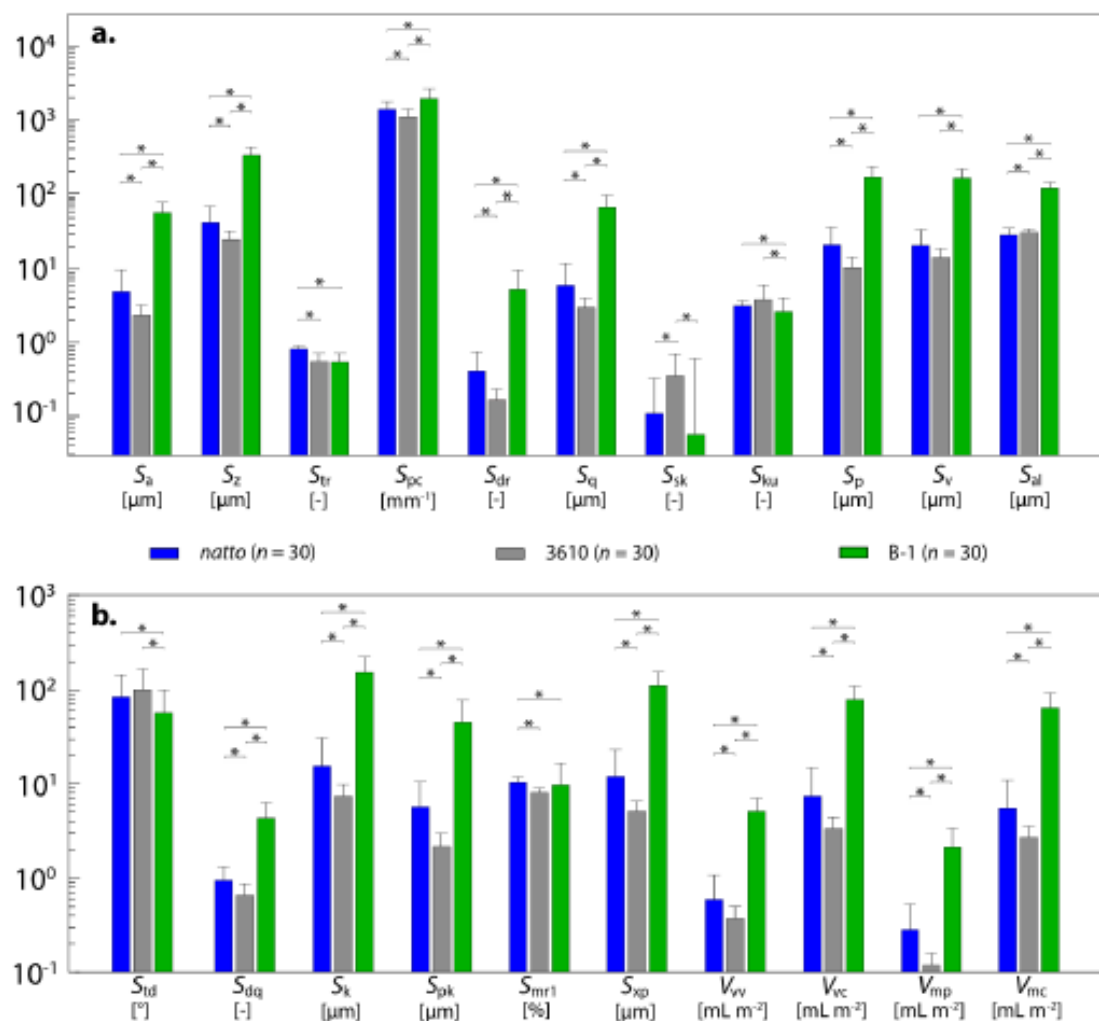 a.
10⁴
10³
10²
10¹
10⁰
10⁻¹
* * * * * * * * * * * * * * * * * * * * * * * * * * * *
Sa Sz Str Spc Sdr Sq Ssk Sku Sp Sv Sal
[µm] [µm] [-] [mm⁻¹] [-] [µm] [-] [-] [µm] [µm] [µm]
natto (n = 30) 3610 (n = 30) B-1 (n = 30)
b.
10³
10²
10¹
10⁰
10⁻¹
* * * * * * * * * * * * * * * * * * * * * * * * * * * *
Std Sdq Sk Spk Smr1 Sxp Vvv Vvc Vmp Vmc
[°] [-] [µm] [µm] [%] [µm] [mL m⁻²] [mL m⁻²] [mL m⁻²] [mL m⁻²]